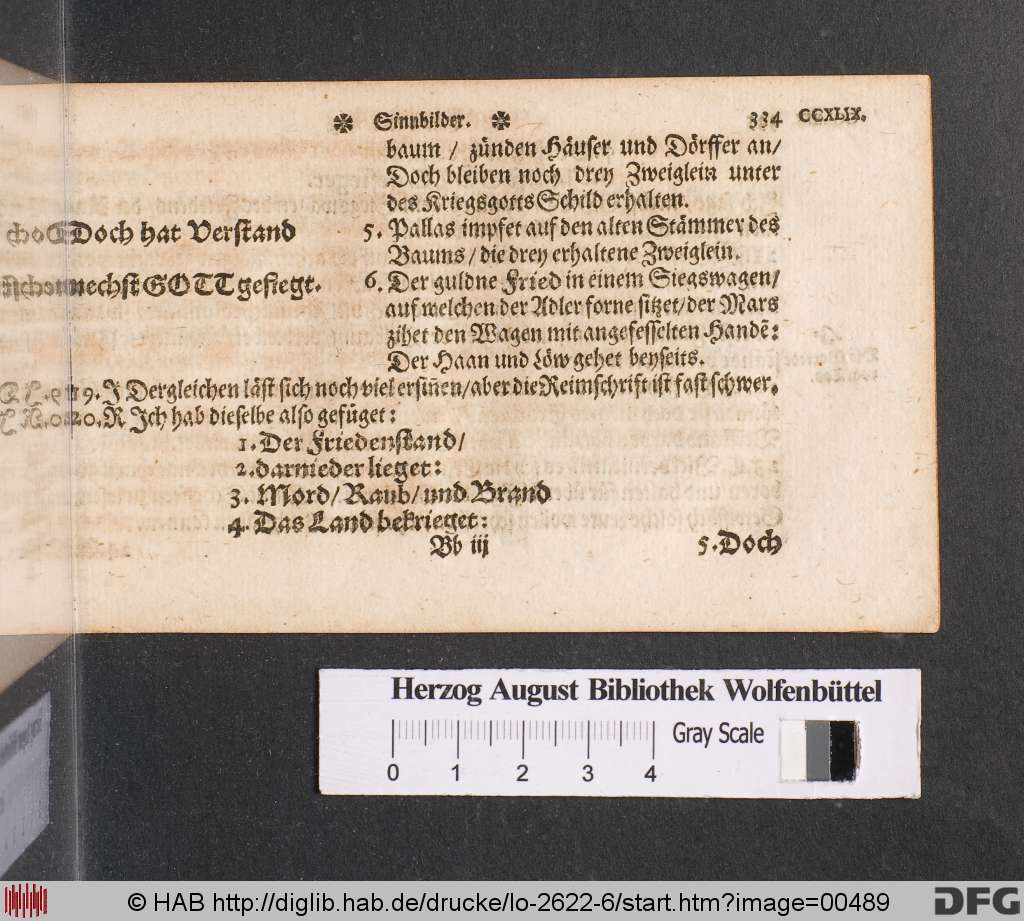 Sinnbilder. 334 CCXLIX.
baum / zünden Häuser und Dörffer an/
Doch bleiben noch drey Zweiglein unter
des Kriegsgotts Schild erhalten.
Doch hat Verstand
5. Pallas impfet auf den alten Stämmer des
Baums / die drey erhaltene Zweiglein.
nechst GOTT gesiegt.
6. Der guldne Fried in einem Siegswagen/
auf welchen der Adler forne sitzet/der Mars
zihet den Wagen mit angefesselten Handẽ:
Der Haan und Löw gehet beyseits.
19. J Dergleichen läst sich noch viel ersiñen/aber die Reimschrift ist fast schwer.
20. R Jch hab dieselbe also gefüget:
1. Der Friedenstand/
2. darnieder lieget:
3. Mord/ Raub/ und Brand
4. Das Land bekrieget:
Bb iij 5. Doch
Herzog August Bibliothek Wolfenbüttel
Gray Scale
0 1 2 3 4
© HAB http://diglib.hab.de/drucke/lo-2622-6/start.htm?image=00489
DFG